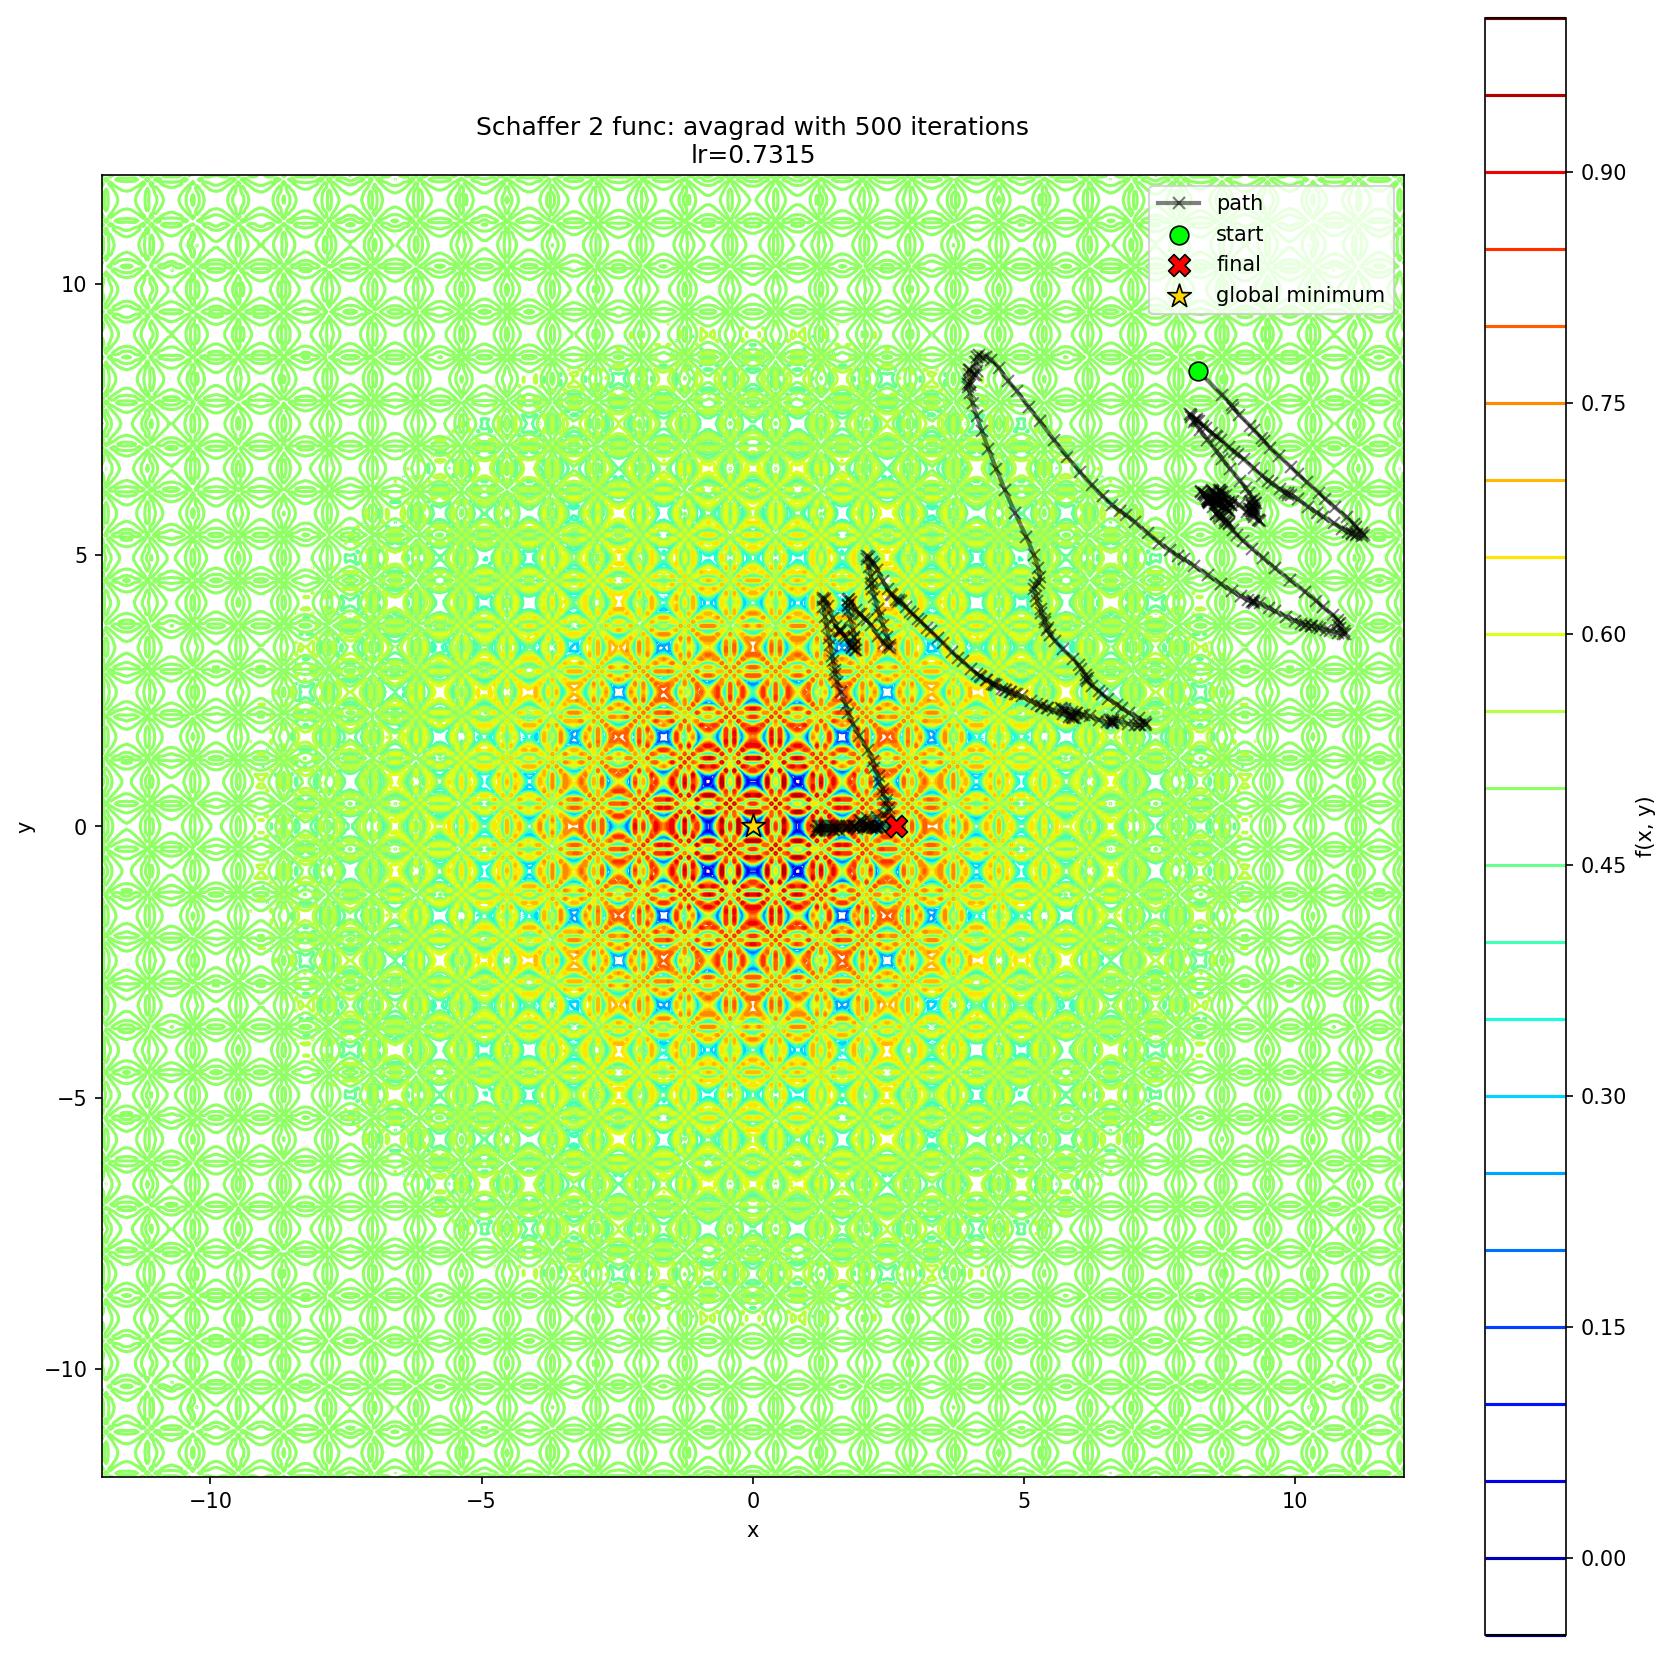 Schaffer 2 func: avagrad with 500 iterations
lr=0.7315
path
start
final
global minimum
10
5
0
−5
−10
y
−10
−5
0
5
10
x
0.90
0.75
0.60
0.45
0.30
0.15
0.00
f(x, y)